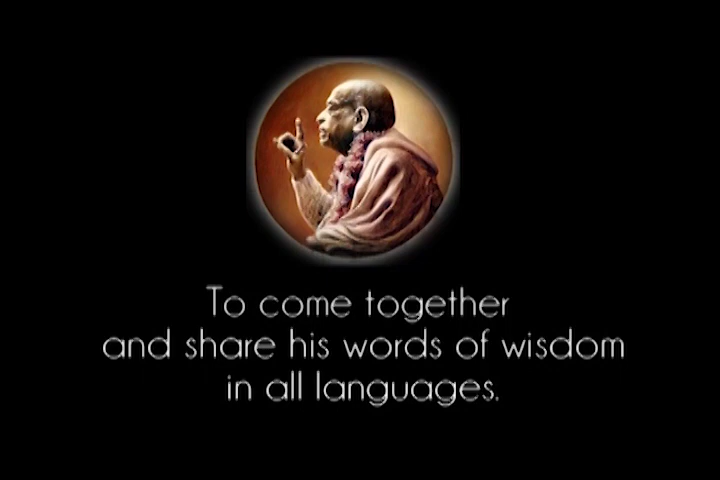 To come together
and share his words of wisdom
in all languages.